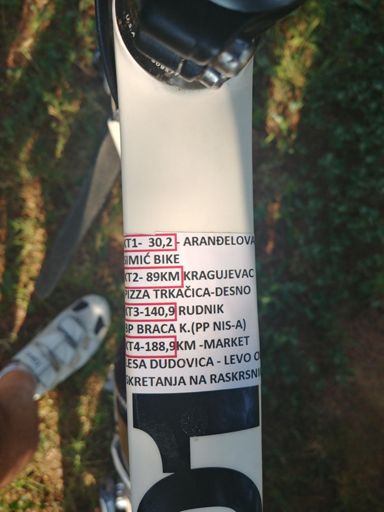 U.S.A
KT1- 30,2 - ARANĐELOVA
SIMIĆ BIKE
KT2- 89KM KRAGUJEVAC
PIZZA TRKAČICA-DESNO
KT3-140,9 RUDNIK
BP BRACA K.(PP NIS-A)
KT4-188,9KM -MARKET
LESA DUDOVICA - LEVO O
SKRETANJA NA RASKRSNI